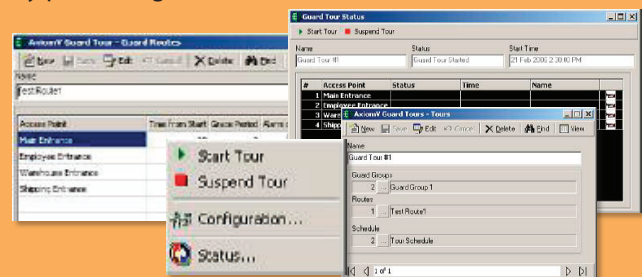 Guard Tour Status
Start Tour Suspend Tour
Name Status Start Time
Guard Tour #1 Guard Tour Started 21 Feb 2006 2:30:00 PM
# Access Point Status Time Name
1 Main Entrance
2 Employee Entrance
3
4
AxiomV Guard Tour - Guard Routes
New Save Edit Cancel Delete Find
Name
Test Route1
Access Point Time from Start Grace Period
Main Entrance
Employee Entrance
Warehouse Entrance
Shipping Entrance
Start Tour
Suspend Tour
Configuration...
Status...
AxiomV Guard Tours - Tours
New Save Edit Cancel Delete Find View
Name
Guard Tour #1
Guard Groups
2 ... Guard Group 1
Routes
1 ... Test Route1
Schedule
2 ... Tour Schedule
1 of 1